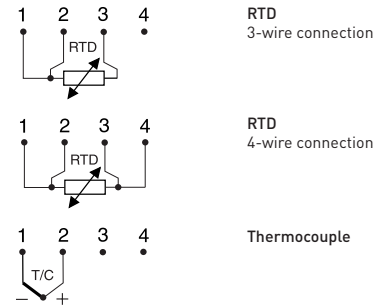 1 2 3 4
RTD
RTD
3-wire connection
1 2 3 4
RTD
RTD
4-wire connection
1 2 3 4
T/C
− +
Thermocouple